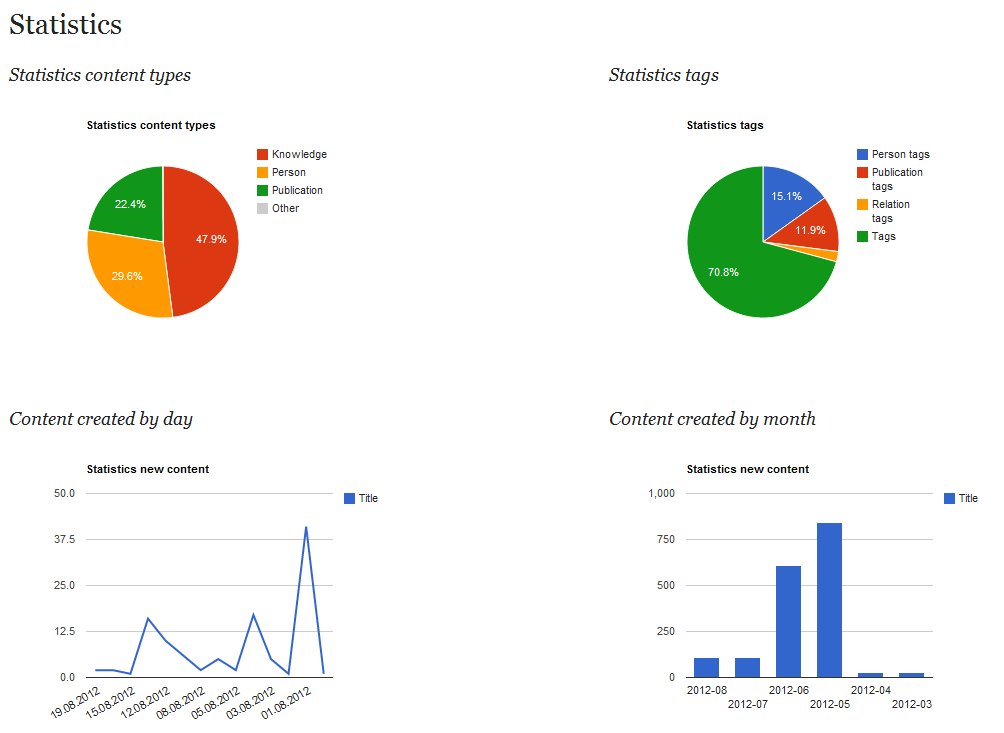 Statistics
Statistics content types
Statistics content types
Knowledge
Person
Publication
Other
22.4%
47.9%
29.6%
Statistics tags
Statistics tags
Person tags
Publication
tags
Relation
tags
Tags
15.1%
11.9%
70.8%
Content created by day
Statistics new content
Title
50.0
37.5
25.0
12.5
0.0
19.08.2012
15.08.2012
12.08.2012
08.08.2012
05.08.2012
03.08.2012
01.08.2012
Content created by month
Statistics new content
Title
1,000
750
500
250
0
2012-08
2012-07
2012-06
2012-05
2012-04
2012-03